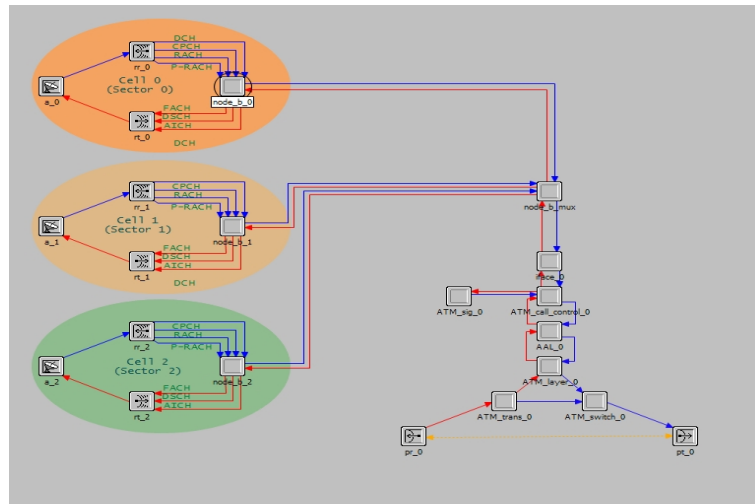 DCH
rr_0
CPCH
RACH
P-RACH
Cell 0
(Sector 0)
a_0
node_b_0
FACH
DSCH
AICH
rt_0
DCH
rr_1
CPCH
RACH
P-RACH
Cell 1
(Sector 1)
a_1
node_b_1
FACH
DSCH
AICH
rt_1
DCH
rr_2
CPCH
RACH
P-RACH
Cell 2
(Sector 2)
a_2
node_b_2
FACH
DSCH
AICH
rt_2
node_b_mux
iface_0
ATM_sig_0
ATM_call_control_0
AAL_0
ATM_layer_0
ATM_trans_0
ATM_switch_0
pr_0
pt_0